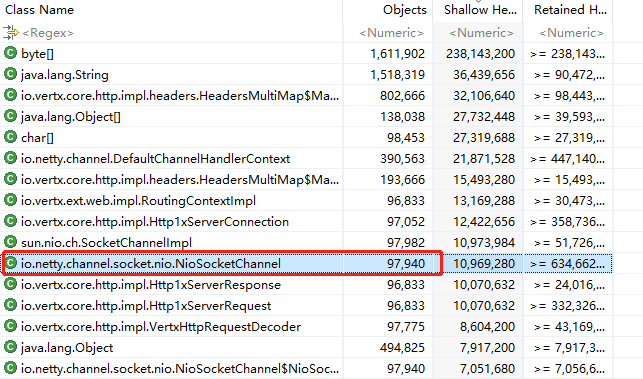 Class Name Objects Shallow He... Retained H...
<Regex> <Numeric> <Numeric> <Numeric>
byte[] 1,611,902 238,143,200 >= 238,143...
java.lang.String 1,518,319 36,439,656 >= 90,472,...
io.vertx.core.http.impl.headers.HeadersMultiMap$Ma... 802,666 32,106,640 >= 98,443,...
java.lang.Object[] 138,038 27,732,448 >= 39,593,...
char[] 98,453 27,319,688 >= 27,319,...
io.netty.channel.DefaultChannelHandlerContext 390,563 21,871,528 >= 447,140...
io.vertx.core.http.impl.headers.HeadersMultiMap$Ma... 193,666 15,493,280 >= 15,493,...
io.vertx.ext.web.impl.RoutingContextImpl 96,833 13,169,288 >= 30,473,...
io.vertx.core.http.impl.Http1xServerConnection 97,052 12,422,656 >= 358,736...
sun.nio.ch.SocketChannelImpl 97,982 10,973,984 >= 51,726,...
io.netty.channel.socket.nio.NioSocketChannel 97,940 10,969,280 >= 634,662...
io.vertx.core.http.impl.Http1xServerResponse 96,833 10,070,632 >= 24,016,...
io.vertx.core.http.impl.Http1xServerRequest 96,833 10,070,632 >= 332,326...
io.vertx.core.http.impl.VertxHttpRequestDecoder 97,775 8,604,200 >= 43,169,...
java.lang.Object 494,825 7,917,200 >= 7,917,3...
io.netty.channel.socket.nio.NioSocketChannel$NioSoc... 97,940 7,051,680 >= 7,056,6...